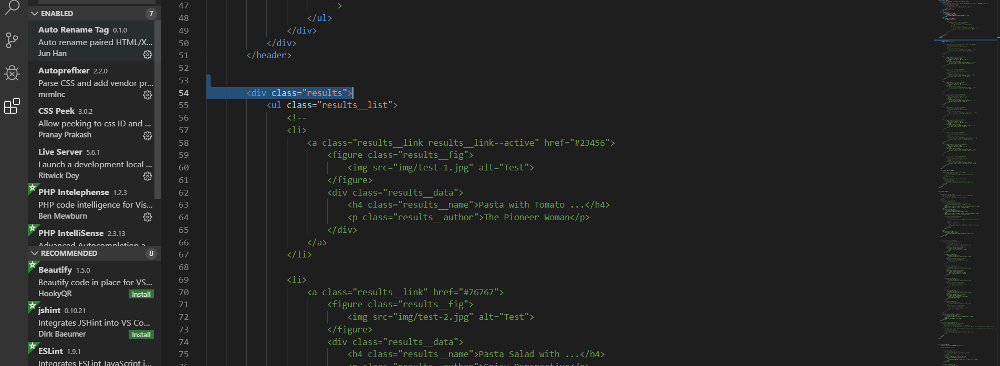 ENABLED 7
Auto Rename Tag 0.1.0
Auto rename paired HTML/X...
Jun Han
Autoprefixer 2.2.0
Parse CSS and add vendor pr...
mrmlnc
CSS Peek 3.0.2
Allow peeking to css ID and ...
Pranay Prakash
Live Server 5.6.1
Launch a development local ...
Ritwick Dey
PHP Intelephense 1.2.3
PHP code intelligence for Vis...
Ben Mewburn
PHP IntelliSense 2.3.13
Advanced Autocompletion a
RECOMMENDED 8
Beautify 1.5.0
Beautify code in place for VS...
HookyQR Install
jshint 0.10.21
Integrates JSHint into VS Co...
Dirk Baeumer Install
ESLint 1.9.1
Integrates ESLint JavaScript i...
47 -->
48 </ul>
49 </div>
50 </div>
51 </header>
52
53
54 <div class="results">
55 <ul class="results__list">
56 <!--
57 <li>
58 <a class="results__link results__link--active" href="#23456">
59 <figure class="results__fig">
60 <img src="img/test-1.jpg" alt="Test">
61 </figure>
62 <div class="results__data">
63 <h4 class="results__name">Pasta with Tomato ...</h4>
64 <p class="results__author">The Pioneer Woman</p>
65 </div>
66 </a>
67 </li>
68
69 <li>
70 <a class="results__link" href="#76767">
71 <figure class="results__fig">
72 <img src="img/test-2.jpg" alt="Test">
73 </figure>
74 <div class="results__data">
75 <h4 class="results__name">Pasta Salad with ...</h4>
76 <p class="results__author">Spicy Perspective</p>